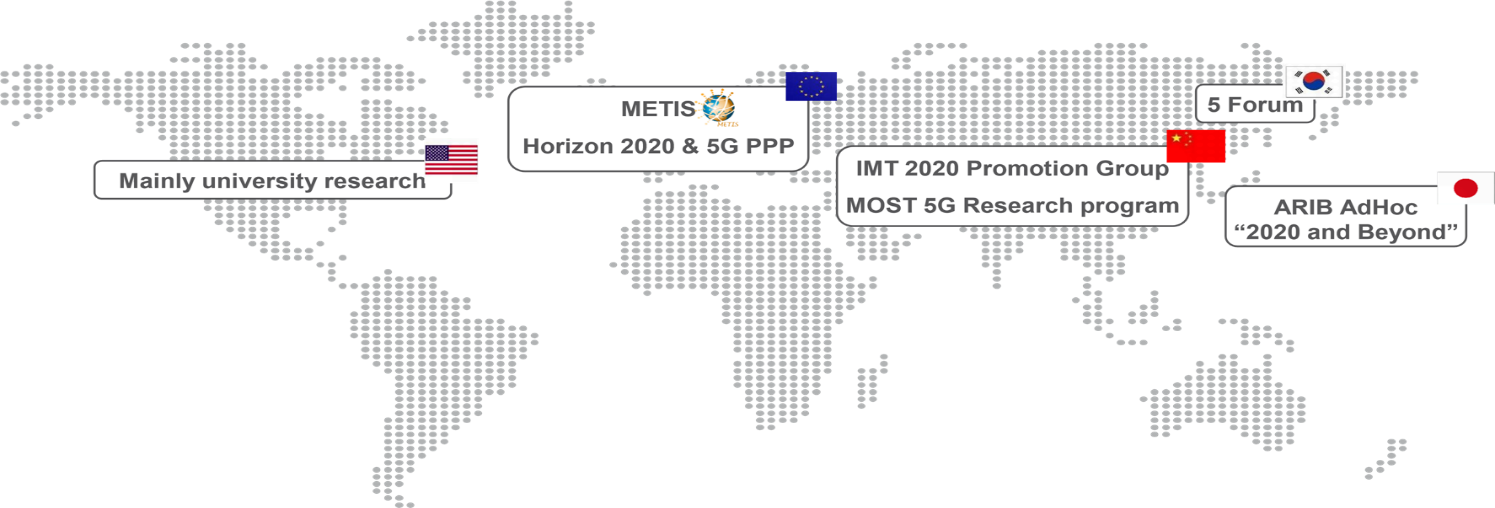 METIS
METIS
Horizon 2020 & 5G PPP
5 Forum
IMT 2020 Promotion Group
MOST 5G Research program
Mainly university research
ARIB AdHoc
“2020 and Beyond”